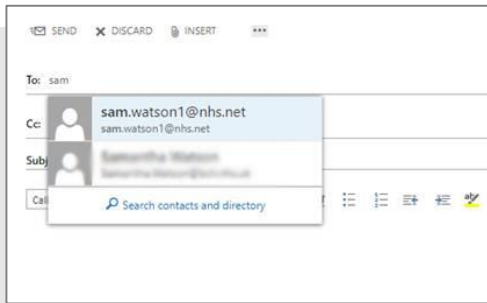 SEND DISCARD INSERT ...
To: sam
sam.watson1@nhs.net
sam.watson1@nhs.net
Cc:
Subj
Search contacts and directory